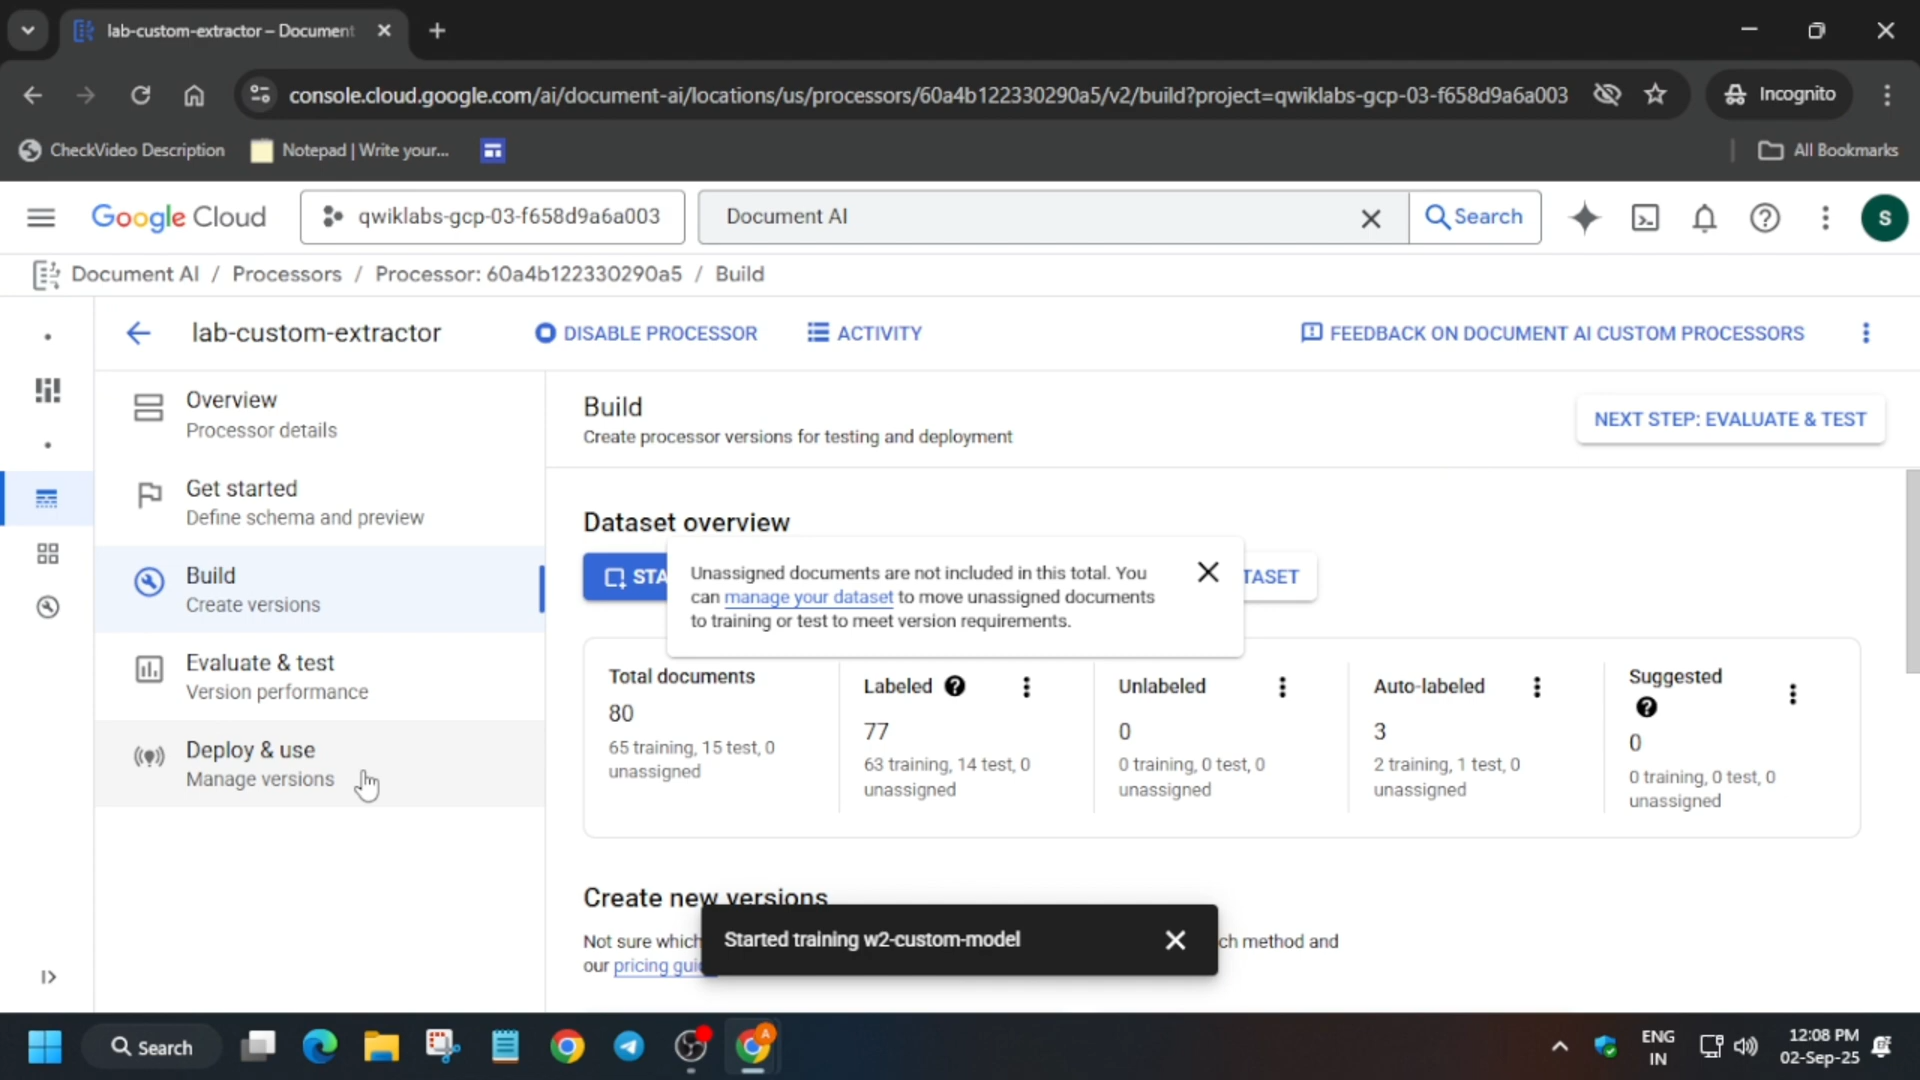 lab-custom-extractor – Document
console.cloud.google.com/ai/document-ai/locations/us/processors/60a4b122330290a5/v2/build?project=qwiklabs-gcp-03-f658d9a6a003
Incognito
CheckVideo Description
Notepad | Write your...
All Bookmarks
Google Cloud
qwiklabs-gcp-03-f658d9a6a003
Document AI
Search
S
Document AI / Processors / Processor: 60a4b122330290a5 / Build
lab-custom-extractor
DISABLE PROCESSOR
ACTIVITY
FEEDBACK ON DOCUMENT AI CUSTOM PROCESSORS
Overview
Processor details
Get started
Define schema and preview
Build
Create versions
Evaluate & test
Version performance
Deploy & use
Manage versions
Build
Create processor versions for testing and deployment
NEXT STEP: EVALUATE & TEST
Dataset overview
STA
TASET
Unassigned documents are not included in this total. You
can manage your dataset to move unassigned documents
to training or test to meet version requirements.
Total documents
80
65 training, 15 test, 0
unassigned
Labeled
77
63 training, 14 test, 0
unassigned
Unlabeled
0
0 training, 0 test, 0
unassigned
Auto-labeled
3
2 training, 1 test, 0
unassigned
Suggested
0
0 training, 0 test, 0
unassigned
Create new versions
Not sure which
ch method and
our pricing gui
Started training w2-custom-model
Search
A
ENG
IN
12:08 PM
02-Sep-25